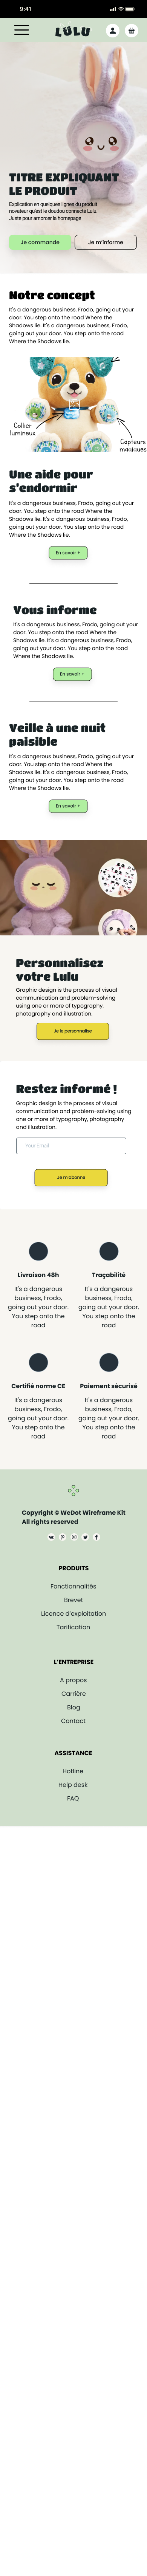 9:41
LULU
TITRE EXPLIQUANT
LE PRODUIT
Explication en quelques lignes du produit
novateur qu'est le doudou connecté Lulu.
Juste pour amorcer la homepage
Je commande
Je m'informe
Notre concept
It's a dangerous business, Frodo, going out your
door. You step onto the road Where the
Shadows lie. It's a dangerous business, Frodo,
going out your door. You step onto the road
Where the Shadows lie.
Collier
lumineux
Capteurs
magiques
Une aide pour
s'endormir
It's a dangerous business, Frodo, going out your
door. You step onto the road Where the
Shadows lie. It's a dangerous business, Frodo,
going out your door. You step onto the road
Where the Shadows lie.
En savoir +
Vous informe
It's a dangerous business, Frodo, going out your
door. You step onto the road Where the
Shadows lie. It's a dangerous business, Frodo,
going out your door. You step onto the road
Where the Shadows lie.
En savoir +
Veille à une nuit
paisible
It's a dangerous business, Frodo, going out your
door. You step onto the road Where the
Shadows lie. It's a dangerous business, Frodo,
going out your door. You step onto the road
Where the Shadows lie.
En savoir +
Personnalisez
votre Lulu
Graphic design is the process of visual
communication and problem-solving
using one or more of typography,
photography and illustration.
Je le personnalise
Restez informé !
Graphic design is the process of visual
communication and problem-solving using
one or more of typography, photography
and illustration.
Your Email
Je m'abonne
Livraison 48h
It's a dangerous
business, Frodo,
going out your door.
You step onto the
road
Traçabilité
It's a dangerous
business, Frodo,
going out your door.
You step onto the
road
Certifié norme CE
It's a dangerous
business, Frodo,
going out your door.
You step onto the
road
Paiement sécurisé
It's a dangerous
business, Frodo,
going out your door.
You step onto the
road
Copyright © WeDot Wireframe Kit
All rights reserved
PRODUITS
Fonctionnalités
Brevet
Licence d'exploitation
Tarification
L'ENTREPRISE
A propos
Carrière
Blog
Contact
ASSISTANCE
Hotline
Help desk
FAQ